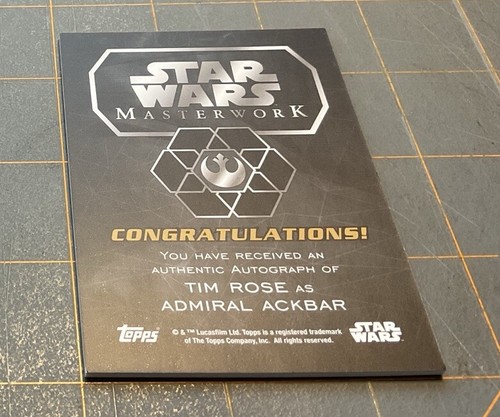 STAR
WARS
MASTERWORK
CONGRATULATIONS!
YOU HAVE RECEIVED AN
AUTHENTIC AUTOGRAPH OF
TIM ROSE AS
ADMIRAL ACKBAR
TOPPS
© & ™ Lucasfilm Ltd. Topps is a registered trademark
of The Topps Company, Inc. All rights reserved.
STAR
WARS